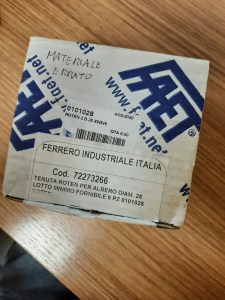 MATERIALE
ERRATO
FAET
www.faet.net
0101028
FERRERO INDUSTRIALE ITALIA
Cod. 72273266
TENUTA ROTEN PER ALBERO DIAM. 28
LOTTO MINIMO FORNIBILE 6 PZ 0101028